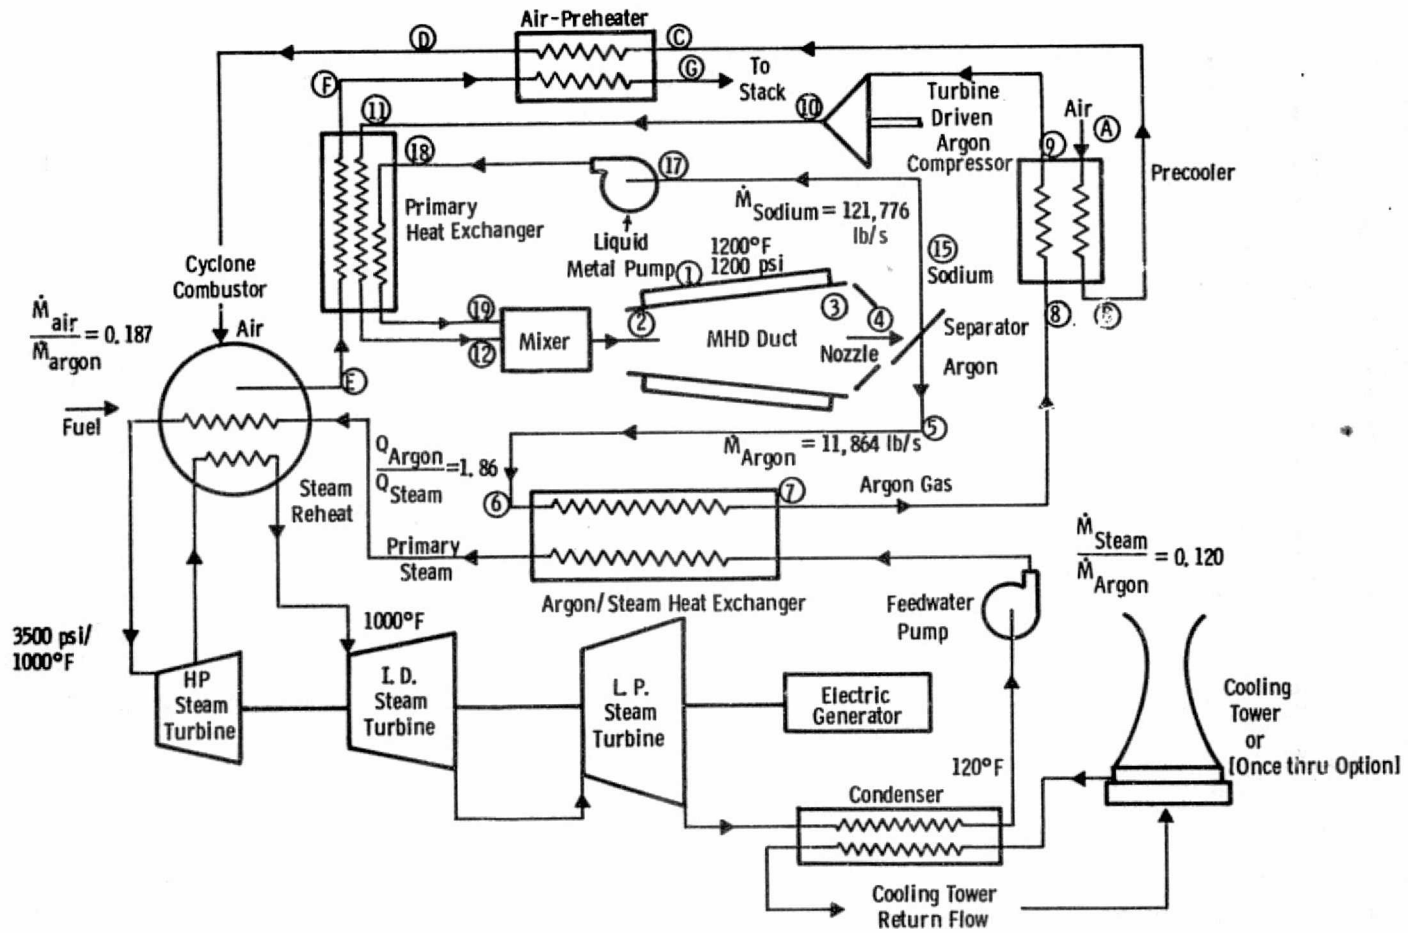 Air-Preheater
D
C
F
G
To
Stack
11
10
Turbine
Driven
Argon
Compressor
Air
A
9
18
17
Precooler
Ṁ
Sodium = 121,776
lb/s
Primary
Heat Exchanger
Liquid
Metal Pump
1200°F
1200 psi
1
15
Sodium
Cyclone
Combustor
Ṁ
air
Ṁ
argon
= 0.187
Air
19
12
Mixer
2
3
4
MHD Duct
Nozzle
Separator
Argon
8
E
Fuel
5
Ṁ
Argon = 11,864 lb/s
Q
Argon
Q
Steam
=1.86
Steam
Reheat
6
7
Argon Gas
Primary
Steam
Ṁ
Steam
Ṁ
Argon
= 0.120
Argon/Steam Heat Exchanger
Feedwater
Pump
3500 psi/
1000°F
1000°F
HP
Steam
Turbine
I.D.
Steam
Turbine
L.P.
Steam
Turbine
Electric
Generator
Cooling
Tower
or
[Once thru Option]
120°F
Condenser
Cooling Tower
Return Flow